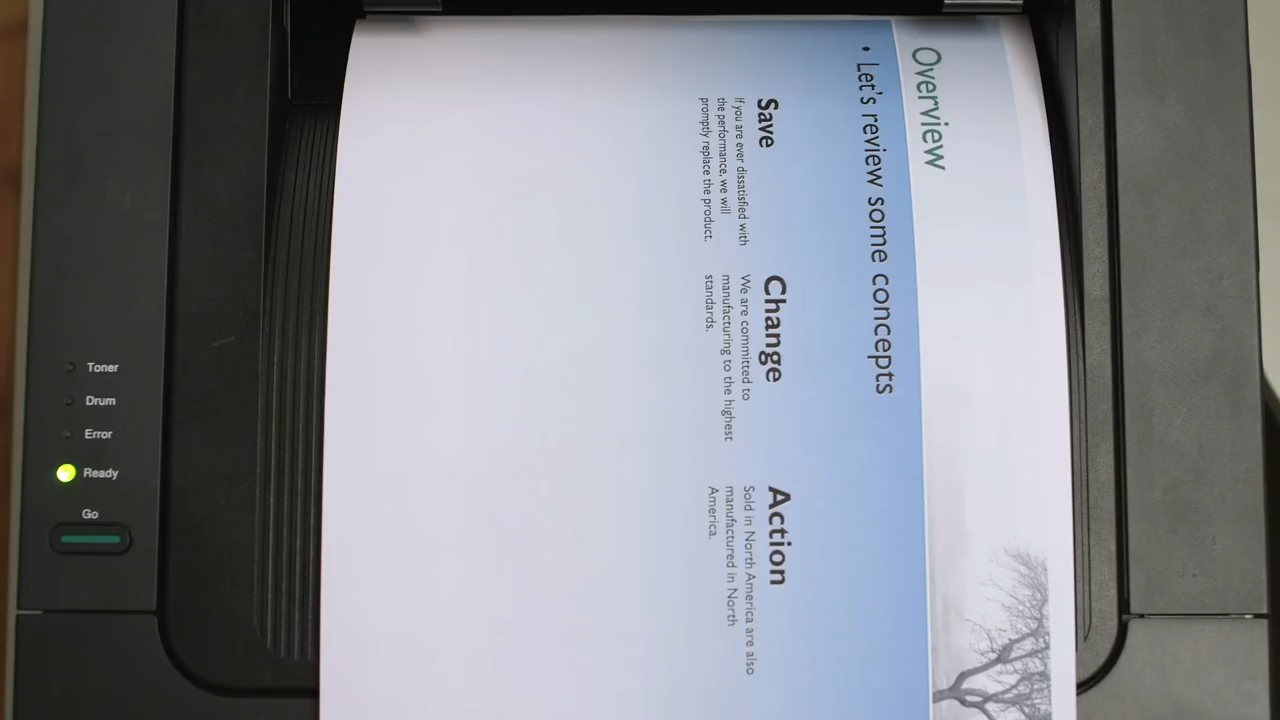 Overview
• Let's review some concepts
Save
If you are ever dissatisfied with
the performance, we will
promptly replace the product.
Change
We are committed to
manufacturing to the highest
standards.
Action
Sold in North America are also
manufactured in North
America.
Toner
Drum
Error
Ready
Go